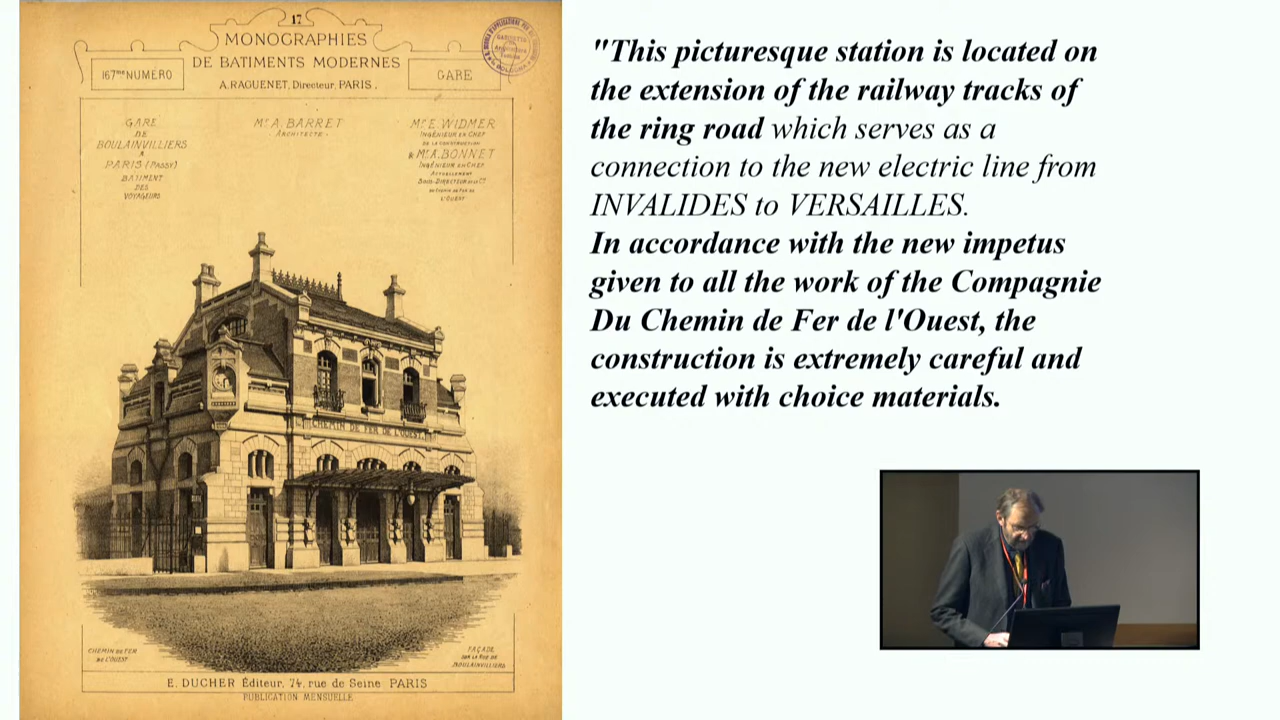 17
MONOGRAPHIES
DE BATIMENTS MODERNES
A. RAGUENET, Directeur, PARIS.
167me NUMÉRO
GARE
GARE
DE
BOULAINVILLIERS
A
PARIS (PASSY)
BATIMENT
DES
VOYAGEURS
Mr A. BARRET
ARCHITECTE
Mr E. WIDMER
INGÉNIEUR EN CHEF
DE LA CONSTRUCTION
& Mr A. BONNET
INGÉNIEUR EN CHEF
ACTUELLEMENT
SOUS-DIRECTEUR
L'OUEST
CHEMIN DE FER DE L'OUEST
CHEMIN DE FER
DE L'OUEST
FAÇADE
SUR LA RUE DE
BOULAINVILLIERS
E. DUCHER Éditeur, 74, rue de Seine PARIS
PUBLICATION MENSUELLE
"This picturesque station is located on
the extension of the railway tracks of
the ring road which serves as a
connection to the new electric line from
INVALIDES to VERSAILLES.
In accordance with the new impetus
given to all the work of the Compagnie
Du Chemin de Fer de l'Ouest, the
construction is extremely careful and
executed with choice materials.